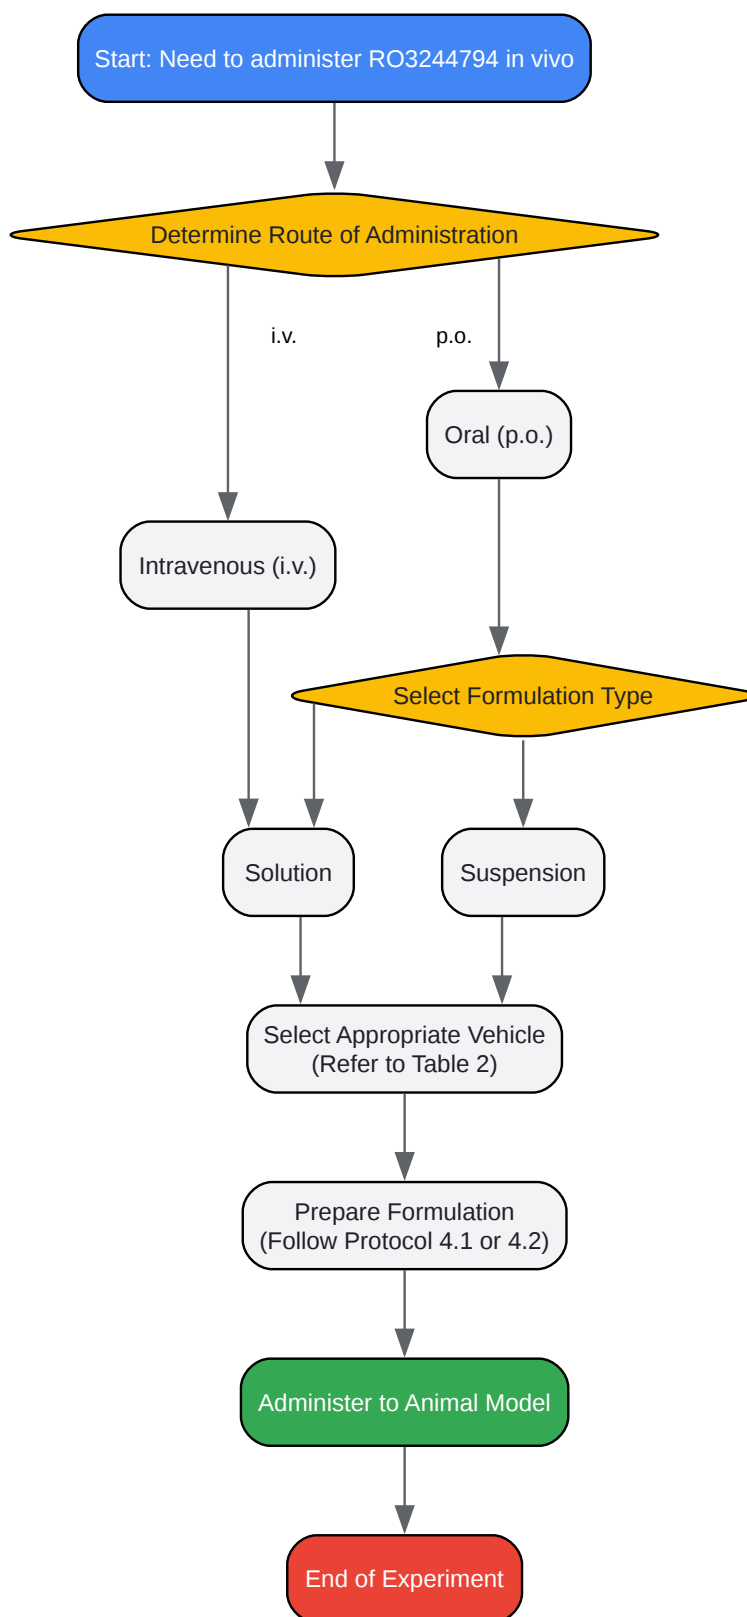 Start: Need to administer RO3244794 in vivo
Determine Route of Administration
i.v.
p.o.
Oral (p.o.)
Intravenous (i.v.)
Select Formulation Type
Solution
Suspension
Select Appropriate Vehicle
(Refer to Table 2)
Prepare Formulation
(Follow Protocol 4.1 or 4.2)
Administer to Animal Model
End of Experiment